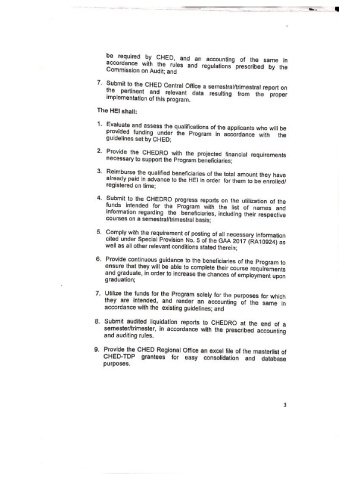 be required by CHED, and an accounting of the same in
accordance with the rules and regulations prescribed by the
Commission on Audit; and
7. Submit to the CHED Central Office a semestral/trimestral report on
the pertinent and relevant data resulting from the proper
implementation of this program.
The HEI shall:
1. Evaluate and assess the qualifications of the applicants who will be
provided funding under the Program in accordance with the
guidelines set by CHED;
2. Provide the CHEDRO with the projected financial requirements
necessary to support the Program beneficiaries;
3. Reimburse the qualified beneficiaries of the total amount they have
already paid in advance to the HEI in order for them to be enrolled/
registered on time;
4. Submit to the CHEDRO progress reports on the utilization of the
funds intended for the Program with the list of names and
information regarding the beneficiaries, including their respective
courses on a semestral/trimestral basis;
5. Comply with the requirement of posting of all necessary information
cited under Special Provision No. 5 of the GAA 2017 (RA10924) as
well as all other relevant conditions stated therein;
6. Provide continuous guidance to the beneficiaries of the Program to
ensure that they will be able to complete their course requirements
and graduate, in order to increase the chances of employment upon
graduation;
7. Utilize the funds for the Program solely for the purposes for which
they are intended, and render an accounting of the same in
accordance with the existing guidelines; and
8. Submit audited liquidation reports to CHEDRO at the end of a
semester/trimester, in accordance with the prescribed accounting
and auditing rules.
9. Provide the CHED Regional Office an excel file of the masterlist of
CHED-TDP grantees for easy consolidation and database
purposes.
3